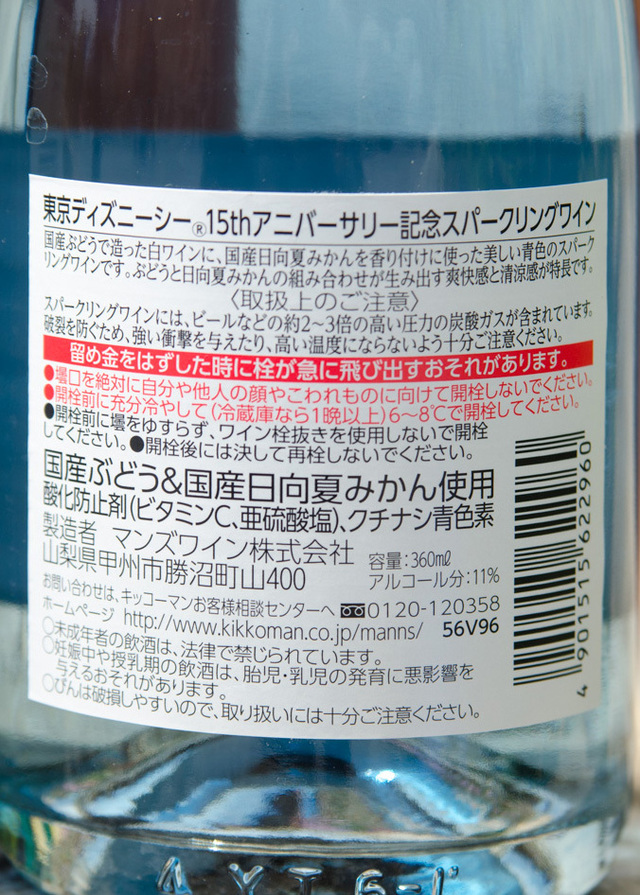 東京ディズニーシー®15thアニバーサリー記念スパークリングワイン
国産ぶどうで造った白ワインに、国産日向夏みかんを香り付けに使った美しい青色のスパーク
リングワインです。ぶどうと日向夏みかんの組み合わせが生み出す爽快感と清涼感が特長です。
〈取扱上のご注意〉
スパークリングワインには、ビールなどの約2~3倍の高い圧力の炭酸ガスが含まれています。
破裂を防ぐため、強い衝撃を与えたり、高い温度にならないよう十分ご注意ください。
留め金をはずした時に栓が急に飛び出すおそれがあります。
●壜口を絶対に自分や他人の顔やこわれものに向けて開栓しないでください。
●開栓前に充分冷やして(冷蔵庫なら1晩以上)6~8℃で開栓してください。
●開栓前に壜をゆすらず、ワイン栓抜きを使用しないで開栓
してください。●開栓後には決して再栓しないでください。
国産ぶどう&国産日向夏みかん使用
酸化防止剤(ビタミンC、亜硫酸塩)、クチナシ青色素
製造者 マンズワイン株式会社
山梨県甲州市勝沼町山400
容量:360ml
アルコール分:11%
お問い合わせは、キッコーマンお客様相談センターへ 0120-120358
ホームページ http://www.kikkoman.co.jp/manns/ 56V96
○未成年者の飲酒は、法律で禁じられています。
○妊娠中や授乳期の飲酒は、胎児・乳児の発育に悪影響を
与えるおそれがあります。
○びんは破損しやすいので、取り扱いには十分ご注意ください。
4901515622960